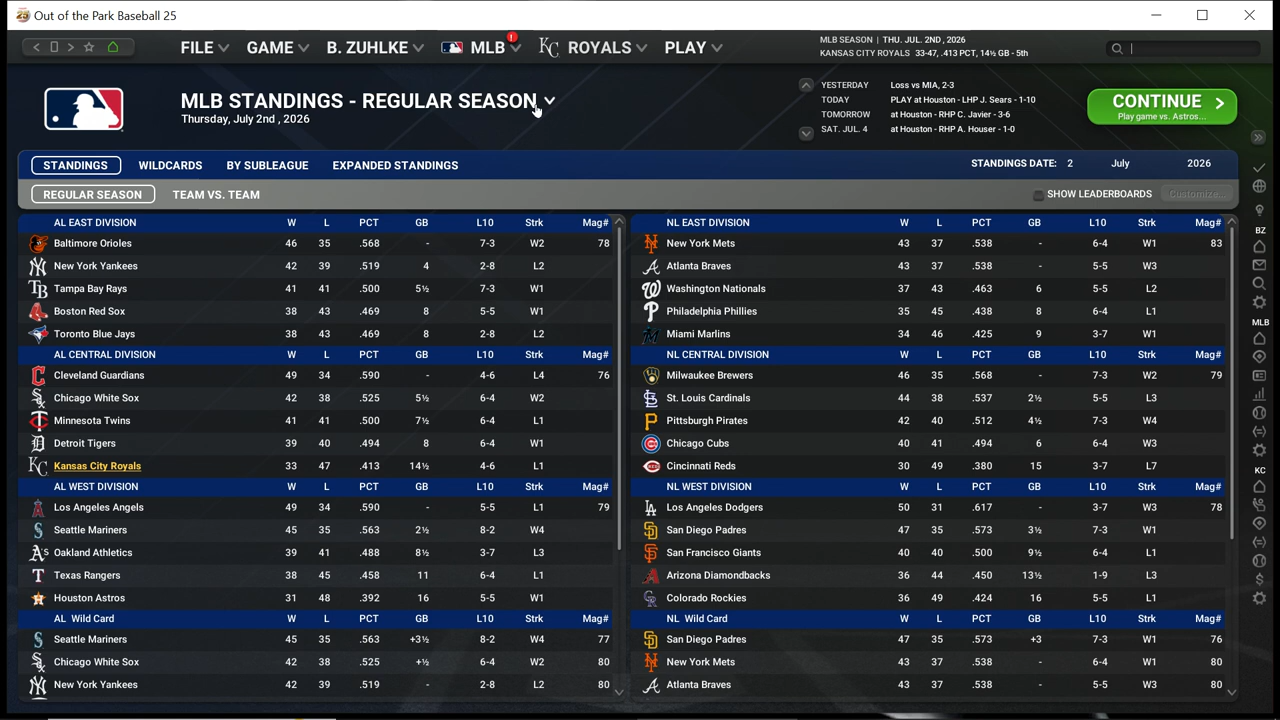 Out of the Park Baseball 25
FILE GAME B. ZUHLKE MLB ! ROYALS PLAY
MLB SEASON | THU. JUL. 2ND , 2026
KANSAS CITY ROYALS 33-47, .413 PCT, 14½ GB - 5th
MLB STANDINGS - REGULAR SEASON
Thursday, July 2nd , 2026
YESTERDAY Loss vs MIA, 2-3
TODAY PLAY at Houston - LHP J. Sears - 1-10
TOMORROW at Houston - RHP C. Javier - 3-6
SAT. JUL. 4 at Houston - RHP A. Houser - 1-0
CONTINUE
Play game vs. Astros...
STANDINGS WILDCARDS BY SUBLEAGUE EXPANDED STANDINGS STANDINGS DATE: 2 July 2026
REGULAR SEASON TEAM VS. TEAM SHOW LEADERBOARDS Customize...
AL EAST DIVISION W L PCT GB L10 Strk Mag#
Baltimore Orioles 46 35 .568 - 7-3 W2 78
New York Yankees 42 39 .519 4 2-8 L2
Tampa Bay Rays 41 41 .500 5½ 7-3 W1
Boston Red Sox 38 43 .469 8 5-5 W1
Toronto Blue Jays 38 43 .469 8 2-8 L2
AL CENTRAL DIVISION W L PCT GB L10 Strk Mag#
Cleveland Guardians 49 34 .590 - 4-6 L4 76
Chicago White Sox 42 38 .525 5½ 6-4 W2
Minnesota Twins 41 41 .500 7½ 6-4 L1
Detroit Tigers 39 40 .494 8 6-4 W1
Kansas City Royals 33 47 .413 14½ 4-6 L1
AL WEST DIVISION W L PCT GB L10 Strk Mag#
Los Angeles Angels 49 34 .590 - 5-5 L1 79
Seattle Mariners 45 35 .563 2½ 8-2 W4
Oakland Athletics 39 41 .488 8½ 3-7 L3
Texas Rangers 38 45 .458 11 6-4 L1
Houston Astros 31 48 .392 16 5-5 W1
AL Wild Card W L PCT GB L10 Strk Mag#
Seattle Mariners 45 35 .563 +3½ 8-2 W4 77
Chicago White Sox 42 38 .525 +½ 6-4 W2 80
New York Yankees 42 39 .519 - 2-8 L2 80
NL EAST DIVISION W L PCT GB L10 Strk Mag#
New York Mets 43 37 .538 - 6-4 W1 83
Atlanta Braves 43 37 .538 - 5-5 W3
Washington Nationals 37 43 .463 6 5-5 L2
Philadelphia Phillies 35 45 .438 8 6-4 L1
Miami Marlins 34 46 .425 9 3-7 W1
NL CENTRAL DIVISION W L PCT GB L10 Strk Mag#
Milwaukee Brewers 46 35 .568 - 7-3 W2 79
St. Louis Cardinals 44 38 .537 2½ 5-5 L3
Pittsburgh Pirates 42 40 .512 4½ 7-3 W4
Chicago Cubs 40 41 .494 6 6-4 W3
Cincinnati Reds 30 49 .380 15 3-7 L7
NL WEST DIVISION W L PCT GB L10 Strk Mag#
Los Angeles Dodgers 50 31 .617 - 3-7 W3 78
San Diego Padres 47 35 .573 3½ 7-3 W1
San Francisco Giants 40 40 .500 9½ 6-4 L1
Arizona Diamondbacks 36 44 .450 13½ 1-9 L3
Colorado Rockies 36 49 .424 16 5-5 L1
NL Wild Card W L PCT GB L10 Strk Mag#
San Diego Padres 47 35 .573 +3 7-3 W1 76
New York Mets 43 37 .538 - 6-4 W1 80
Atlanta Braves 43 37 .538 - 5-5 W3 80
BZ
MLB
KC